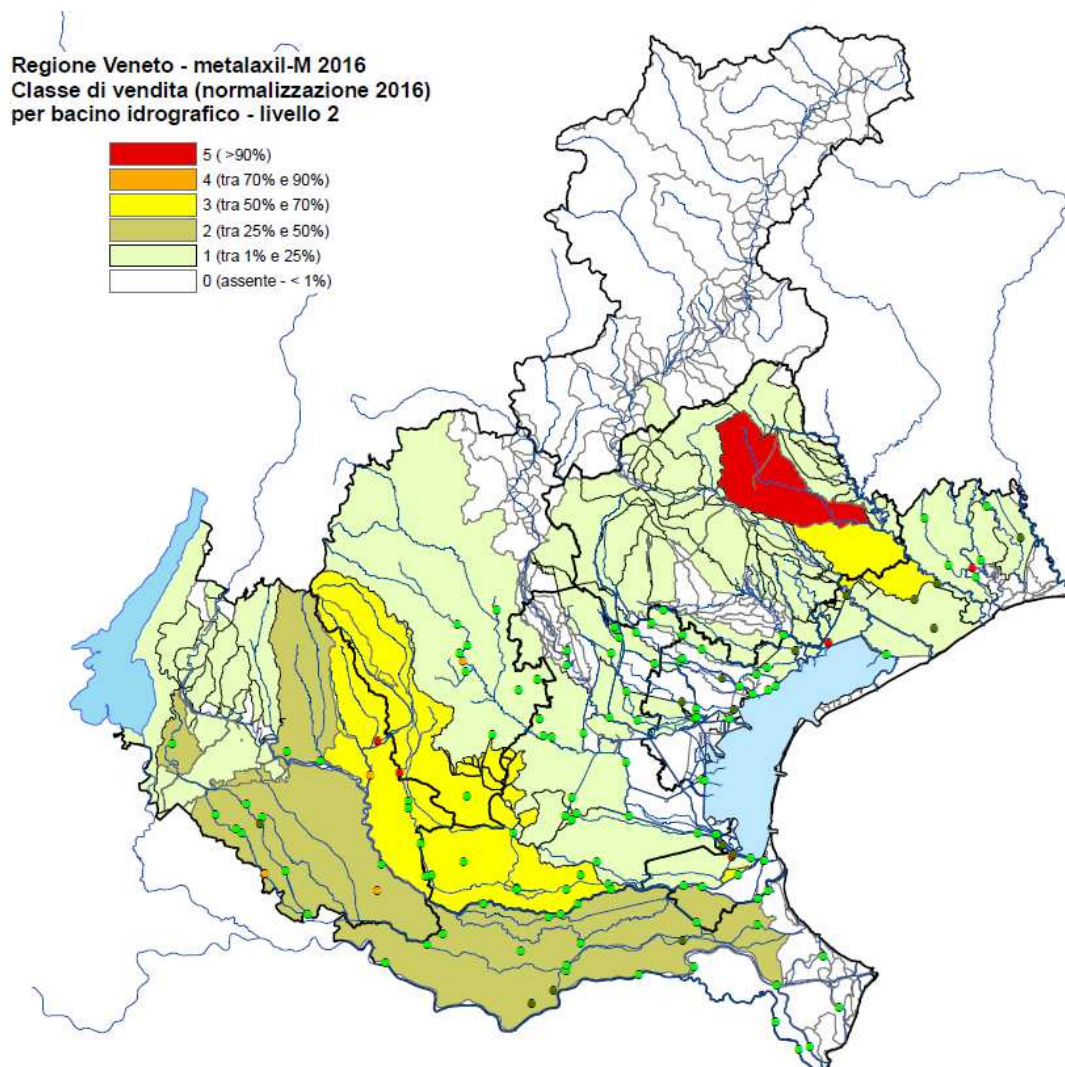 Regione Veneto - metalaxil-M 2016
Classe di vendita (normalizzazione 2016)
per bacino idrografico - livello 2
5 ( >90%)
4 (tra 70% e 90%)
3 (tra 50% e 70%)
2 (tra 25% e 50%)
1 (tra 1% e 25%)
0 (assente - < 1%)